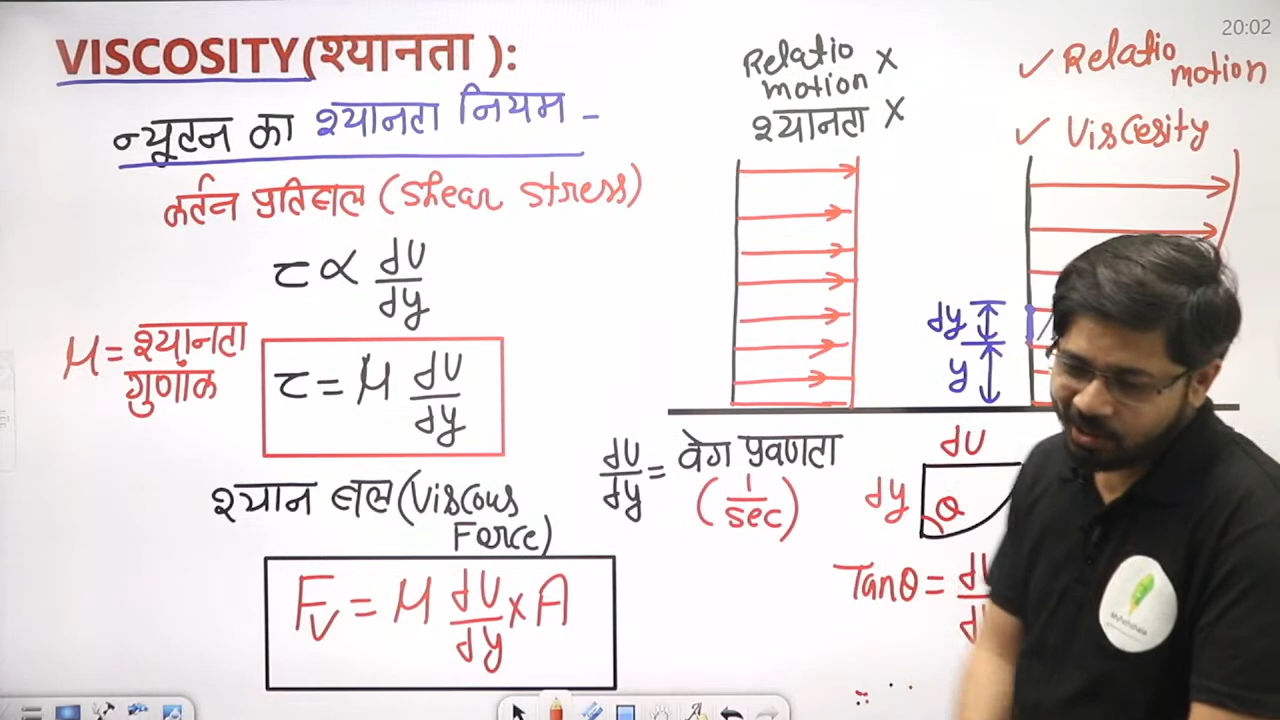 20:02
VISCOSITY(श्यानता ):
न्यूटन का श्यानता नियम -
कर्तन प्रतिबल (shear stress)
τ ∝ dU/dy
μ = श्यानता
गुणांक
τ = μ dU/dy
श्यान बल (Viscous
Force)
Fv = μ dU/dy × A
Relatio
motion ×
श्यानता ×
✓ Relatio
motion
✓ Viscesity
dy
y
dU/dy = वेग प्रवणता
(1/sec)
dU
dy
θ
Tanθ =
MyPathshala